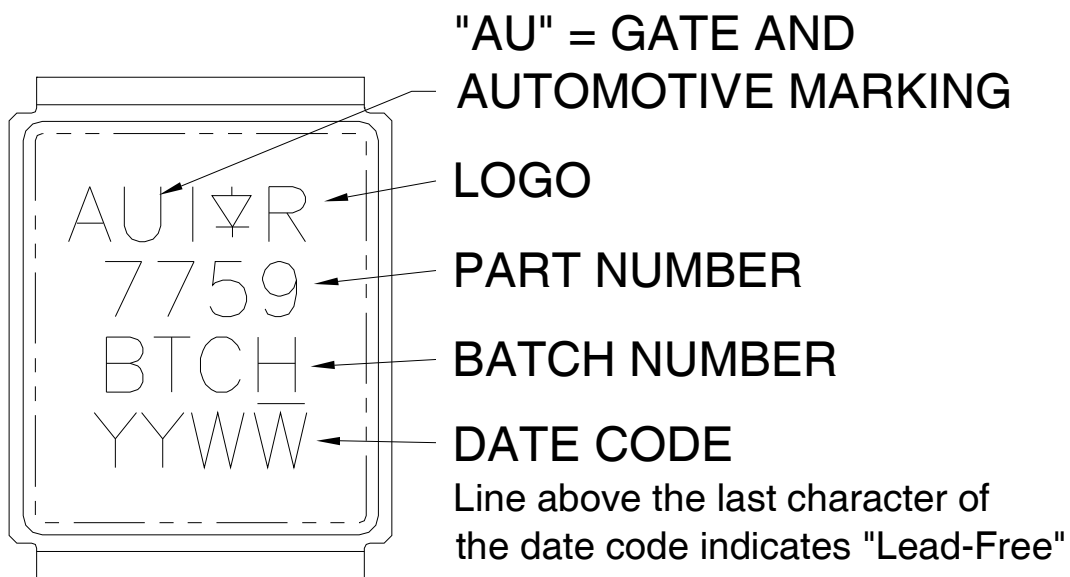 "AU" = GATE AND
AUTOMOTIVE MARKING
AUI R
LOGO
7759
PART NUMBER
BTCH
BATCH NUMBER
YYWW
DATE CODE
Line above the last character of
the date code indicates "Lead-Free"